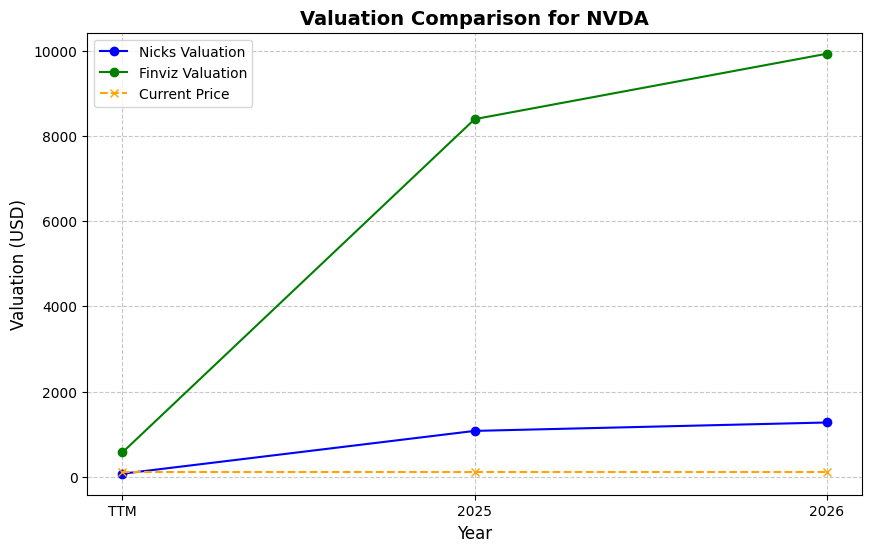 Valuation Comparison for NVDA
Nicks Valuation
Finviz Valuation
Current Price
Valuation (USD)
10000
8000
6000
4000
2000
0
TTM
2025
2026
Year